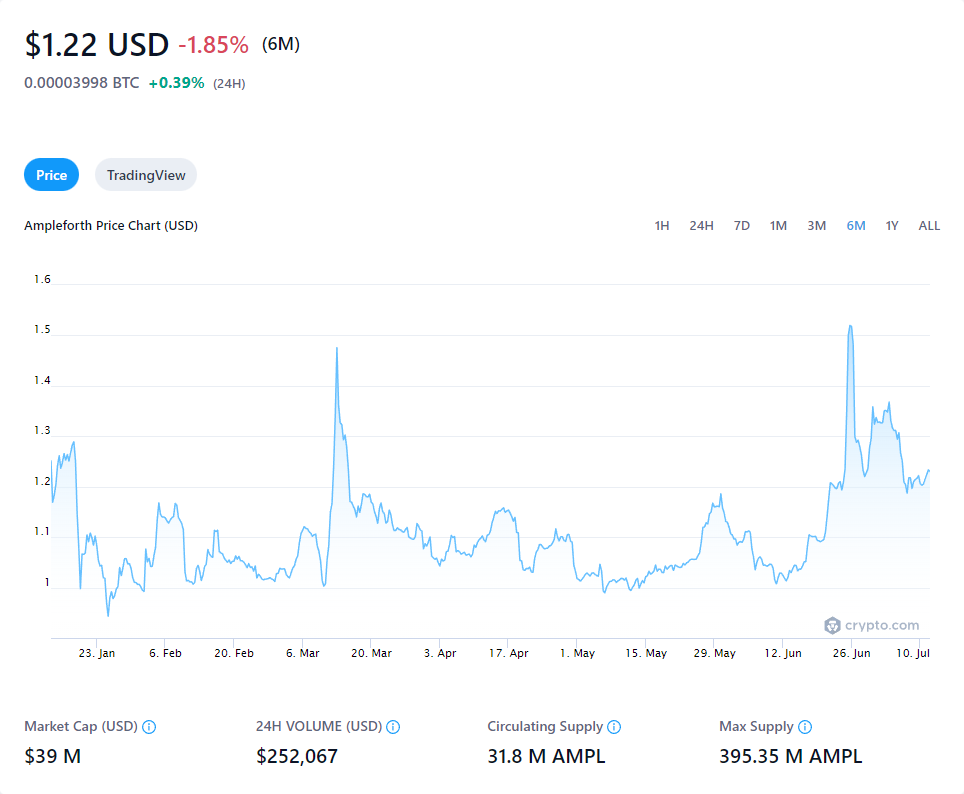 $1.22 USD -1.85% (6M)
0.00003998 BTC +0.39% (24H)
Price TradingView
Ampleforth Price Chart (USD) 1H 24H 7D 1M 3M 6M 1Y ALL
1.6
1.5
1.4
1.3
1.2
1.1
1
crypto.com
23. Jan 6. Feb 20. Feb 6. Mar 20. Mar 3. Apr 17. Apr 1. May 15. May 29. May 12. Jun 26. Jun 10. Jul
Market Cap (USD) 24H VOLUME (USD) Circulating Supply Max Supply
$39 M $252,067 31.8 M AMPL 395.35 M AMPL